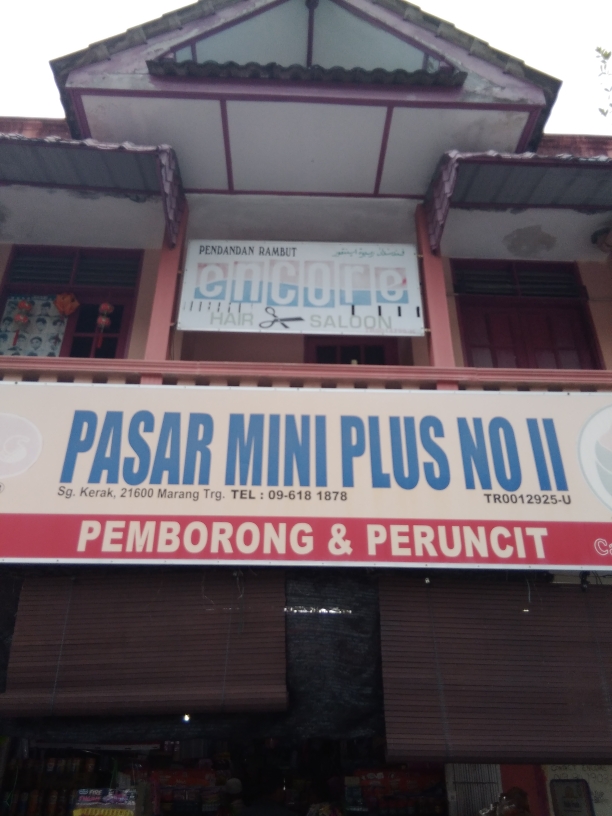 PENDANDAN RAMBUT
encore
HAIR SALOON
PASAR MINI PLUS NO II
Sg. Kerak, 21600 Marang Trg. TEL : 09-618 1878
TR0012925-U
PEMBORONG & PERUNCIT